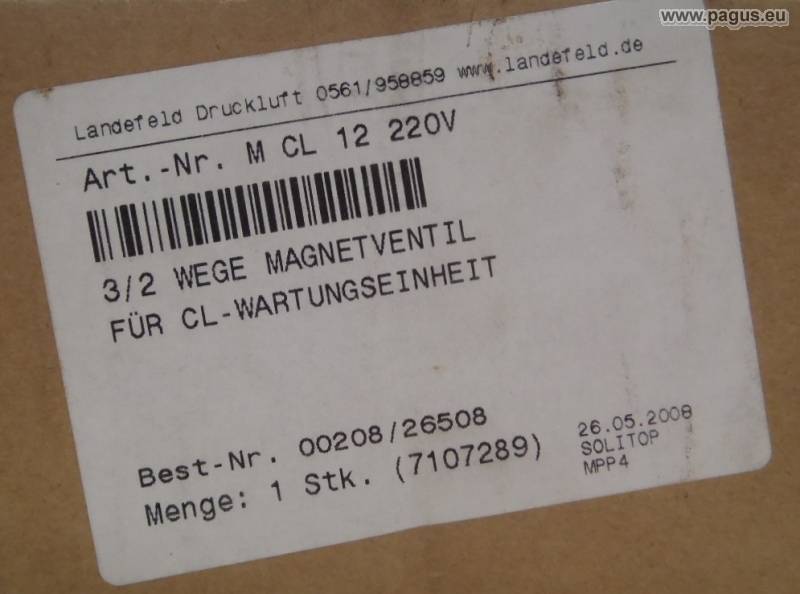 www.pagus.eu
Landefeld Druckluft 0561/958859 www.landefeld.de
Art.-Nr. M CL 12 220V
3/2 WEGE MAGNETVENTIL
FÜR CL-WARTUNGSEINHEIT
Best-Nr. 00208/26508
Menge: 1 Stk. (7107289)
26.05.2008
SOLITOP
MPP4